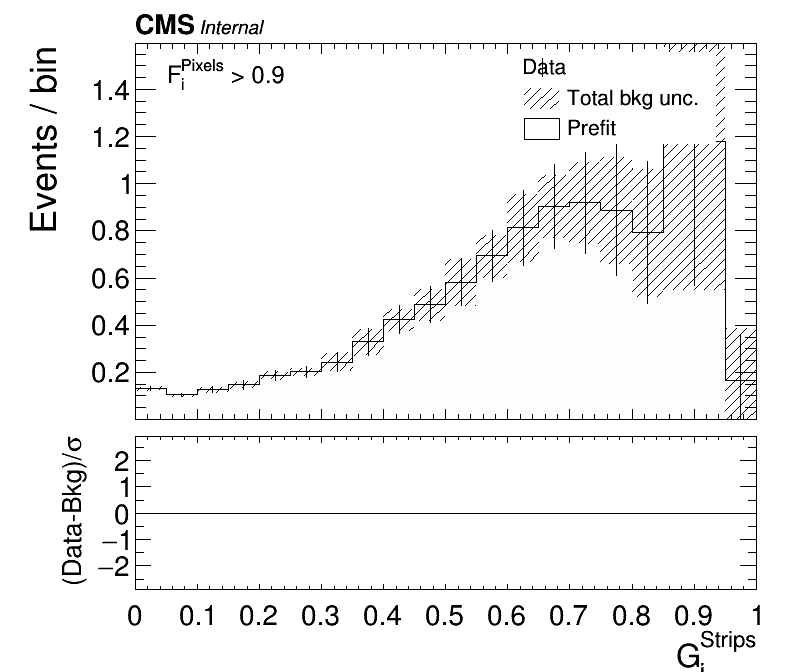 CMS Internal
F_i^Pixels > 0.9
Data
Total bkg unc.
Prefit
Events / bin
1.4
1.2
1
0.8
0.6
0.4
0.2
(Data-Bkg)/σ
2
1
0
−1
−2
0 0.1 0.2 0.3 0.4 0.5 0.6 0.7 0.8 0.9 1
G_i^Strips